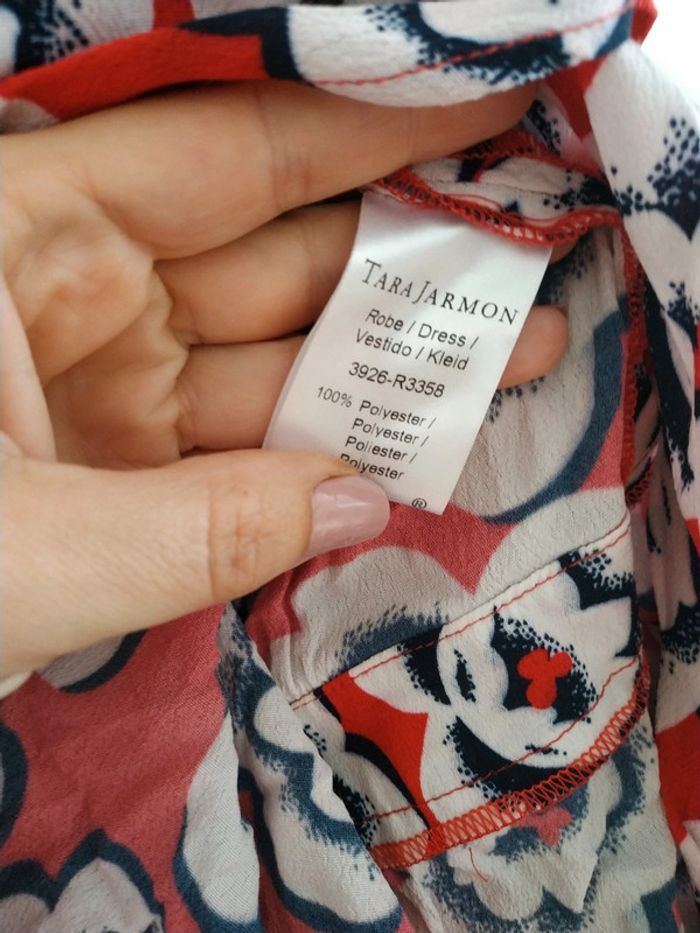 TARA JARMON
Robe / Dress /
Vestido / Kleid
3926-R3358
100% Polyester /
Polyester /
Poliester /
Polyester
®